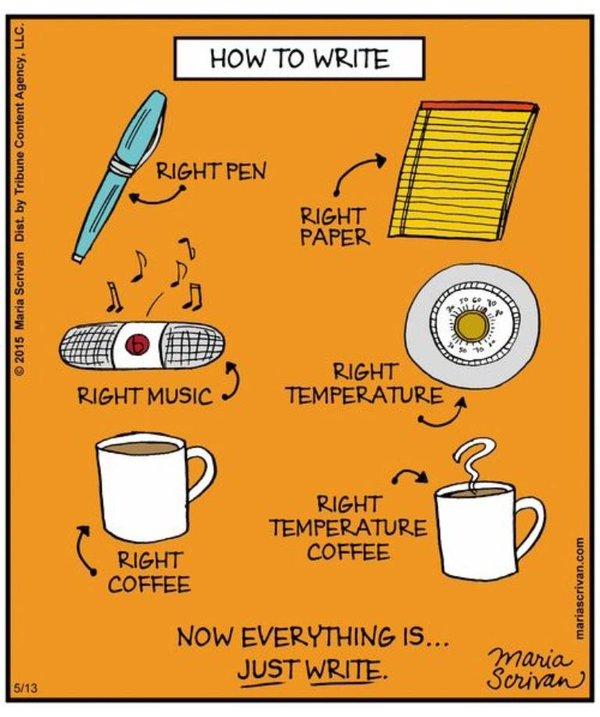 HOW TO WRITE
RIGHT PEN
RIGHT
PAPER
b
RIGHT MUSIC
RIGHT
TEMPERATURE
RIGHT
COFFEE
RIGHT
TEMPERATURE
COFFEE
NOW EVERYTHING IS...
JUST WRITE.
maria
Scrivan
5/13
© 2015 Maria Scrivan Dist. by Tribune Content Agency, LLC.
mariascrivan.com